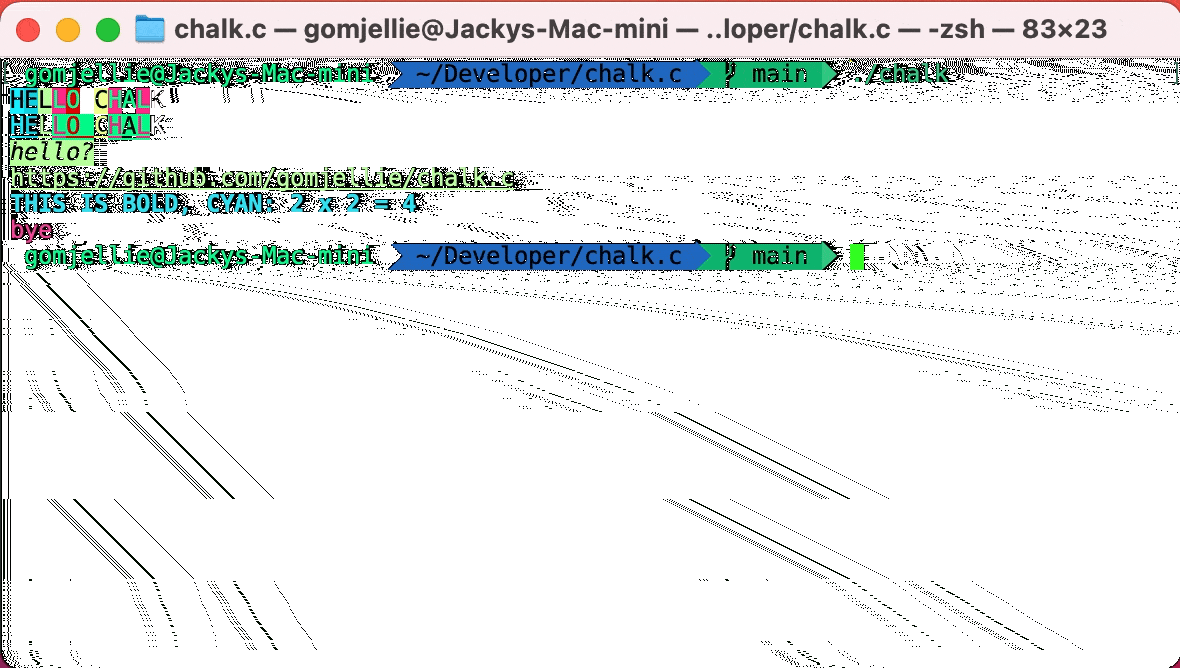 chalk.c — gomjellie@Jackys-Mac-mini — ..loper/chalk.c — -zsh — 83×23
gomjellie@Jackys-Mac-mini ~/Developer/chalk.c main ./chalk
HELLO CHALK
HELLO CHALK
hello?
https://github.com/gomjellie/chalk.c
THIS IS BOLD, CYAN: 2 x 2 = 4
bye
gomjellie@Jackys-Mac-mini ~/Developer/chalk.c main